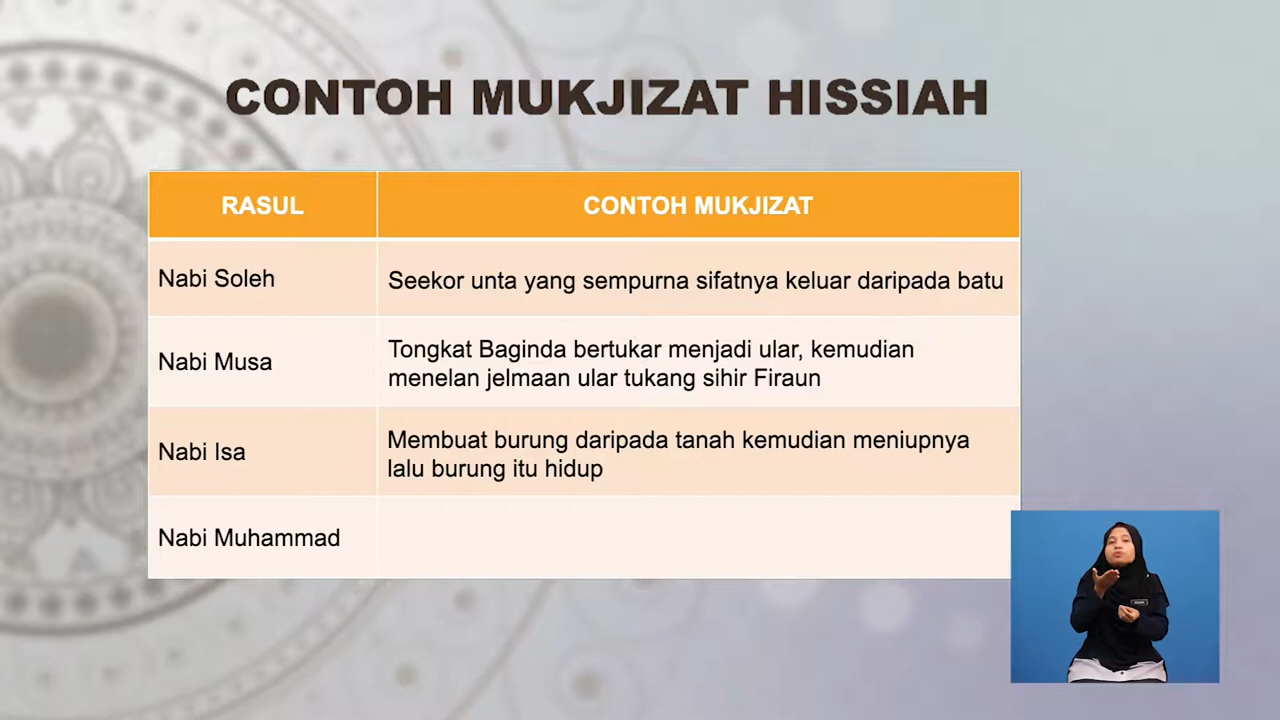 CONTOH MUKJIZAT HISSIAH
RASUL
CONTOH MUKJIZAT
Nabi Soleh
Seekor unta yang sempurna sifatnya keluar daripada batu
Nabi Musa
Tongkat Baginda bertukar menjadi ular, kemudian
menelan jelmaan ular tukang sihir Firaun
Nabi Isa
Membuat burung daripada tanah kemudian meniupnya
lalu burung itu hidup
Nabi Muhammad